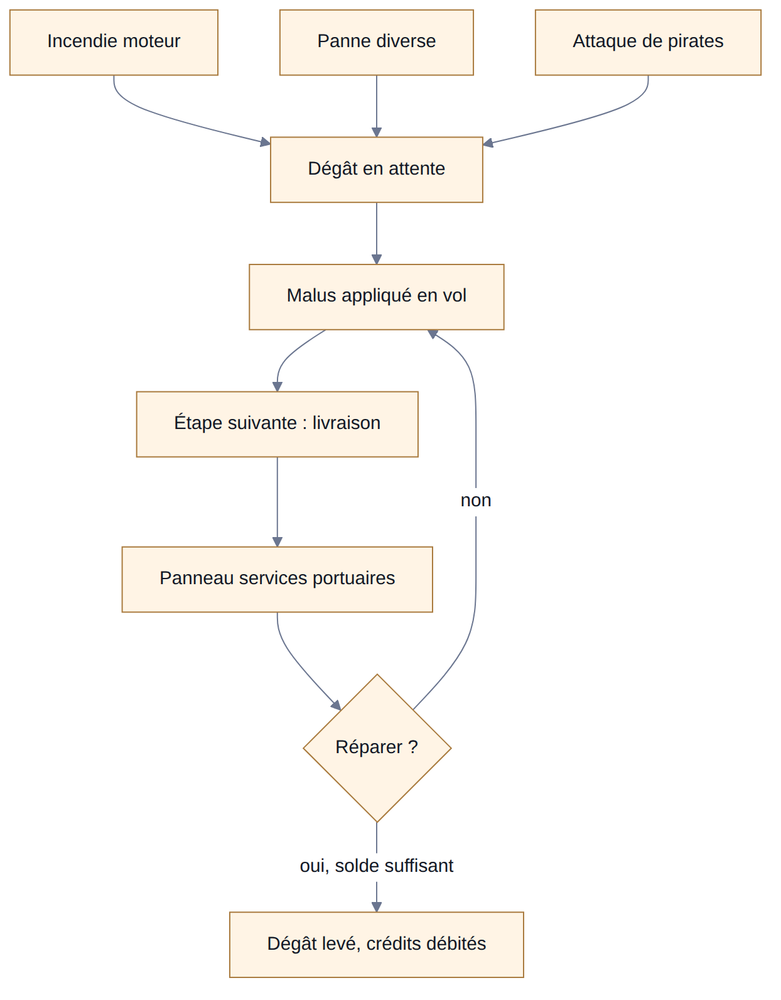 Incendie moteur
Panne diverse
Attaque de pirates
Dégât en attente
Malus appliqué en vol
Étape suivante : livraison
non
Panneau services portuaires
Réparer ?
oui, solde suffisant
Dégât levé, crédits débités